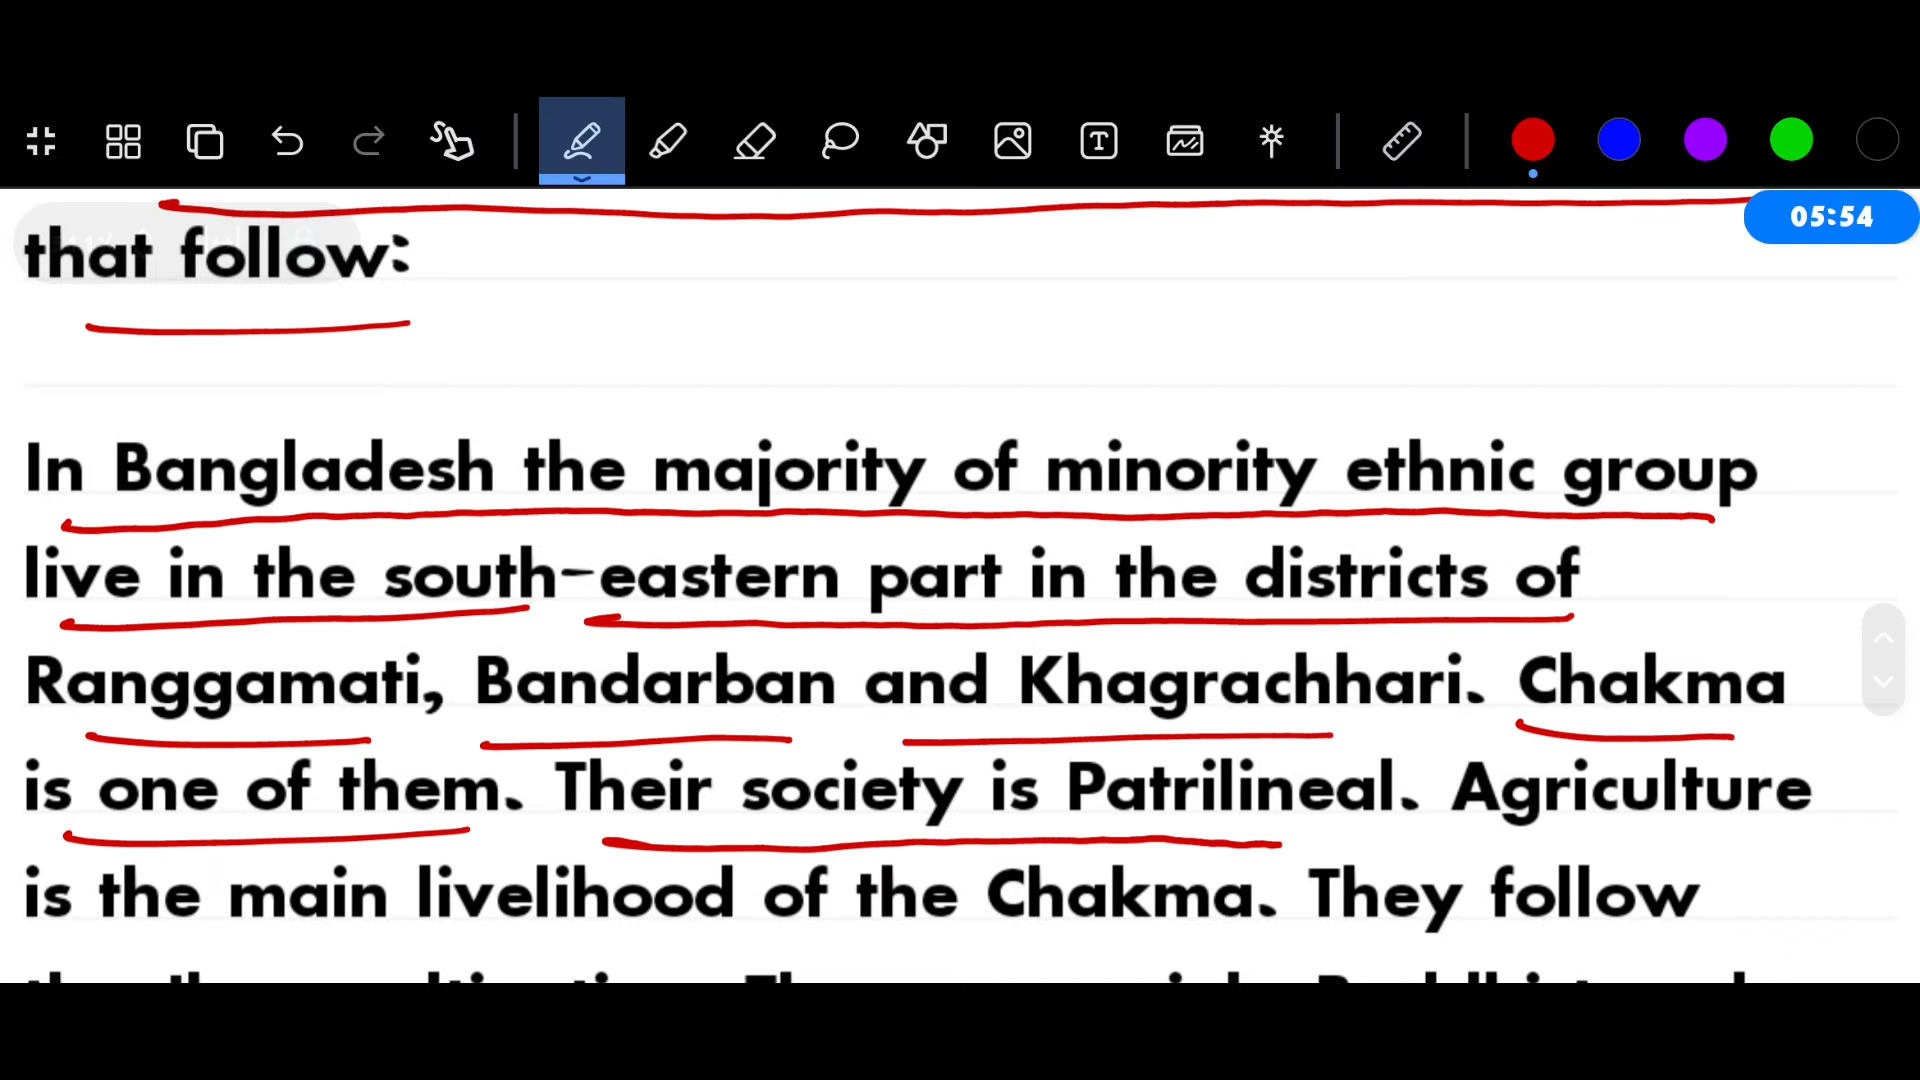 05:54
that follow:
In Bangladesh the majority of minority ethnic group
live in the south-eastern part in the districts of
Ranggamati, Bandarban and Khagrachhari. Chakma
is one of them. Their society is Patrilineal. Agriculture
is the main livelihood of the Chakma. They follow